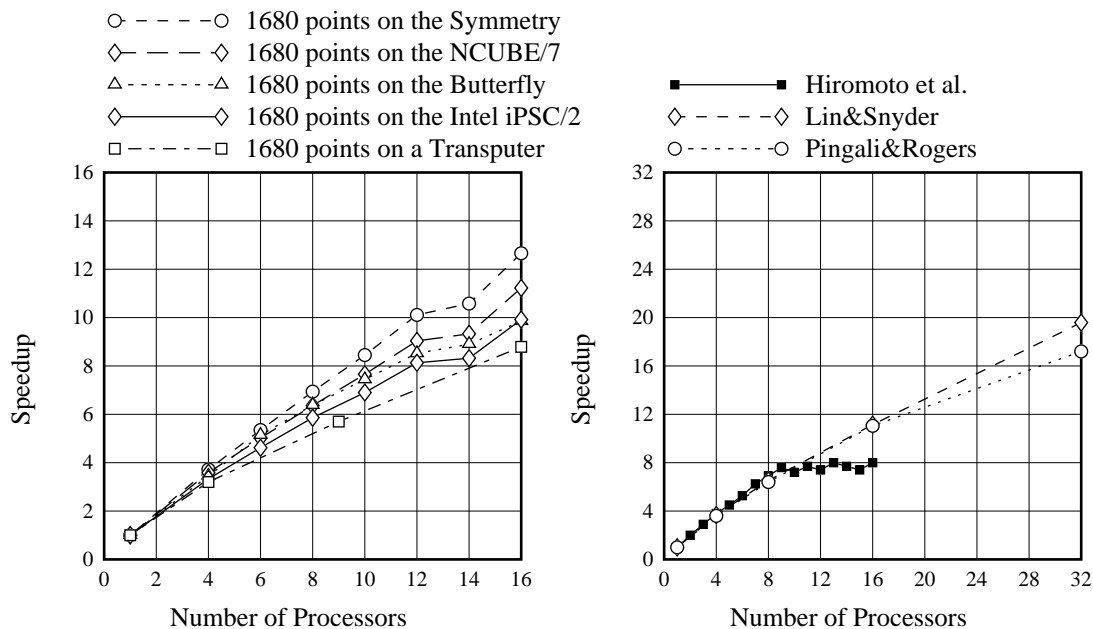 1680 points on the Symmetry
1680 points on the NCUBE/7
1680 points on the Butterfly
1680 points on the Intel iPSC/2
1680 points on a Transputer
16
14
12
10
8
6
4
2
0
0 2 4 6 8 10 12 14 16
Speedup
Number of Processors
Hiromoto et al.
Lin&Snyder
Pingali&Rogers
32
28
24
20
16
12
8
4
0
0 4 8 12 16 20 24 28 32
Speedup
Number of Processors